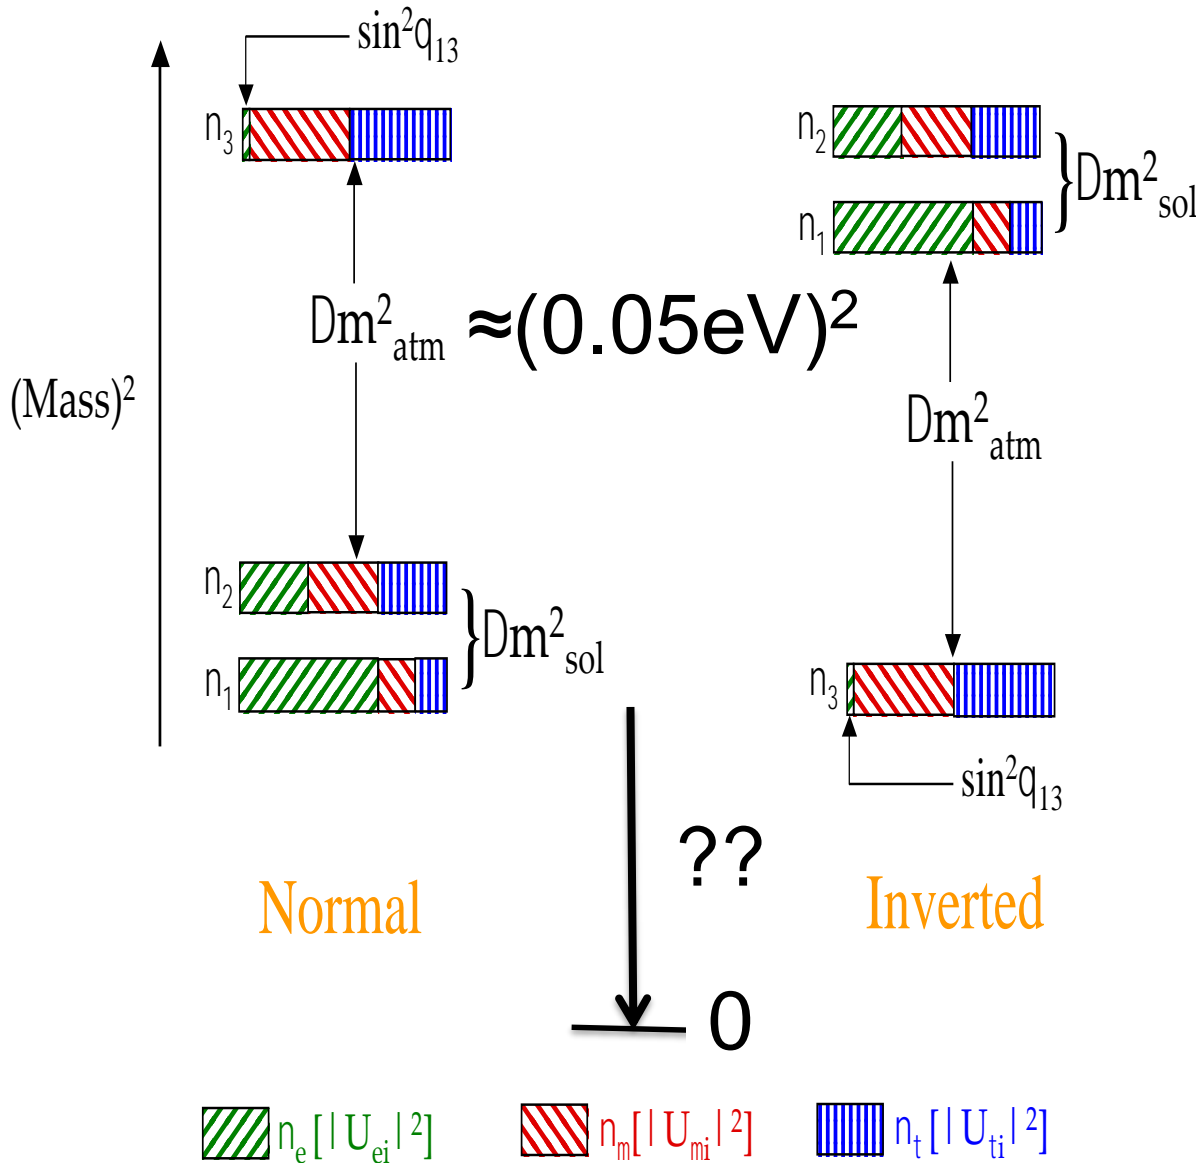 sin²q₁₃
n₃
n₂
Dm²sol
n₁
Dm²atm ≈(0.05eV)²
(Mass)²
Dm²atm
n₂
Dm²sol
n₁
n₃
sin²q₁₃
??
Normal
Inverted
0
nₑ[|Uₑᵢ|²] nₘ[|Uₘᵢ|²] nₜ[|Uₜᵢ|²]